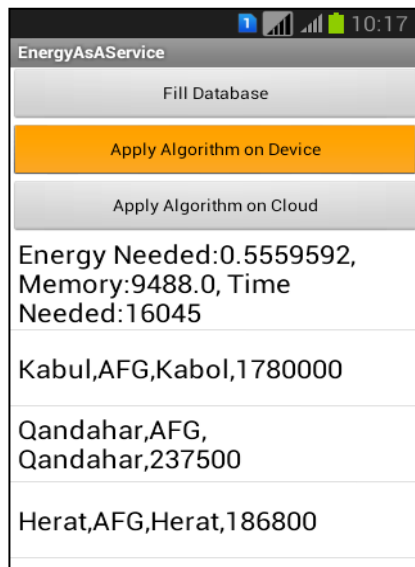 1 10:17
EnergyAsAService
Fill Database
Apply Algorithm on Device
Apply Algorithm on Cloud
Energy Needed:0.5559592,
Memory:9488.0, Time
Needed:16045
Kabul,AFG,Kabol,1780000
Qandahar,AFG,
Qandahar,237500
Herat,AFG,Herat,186800